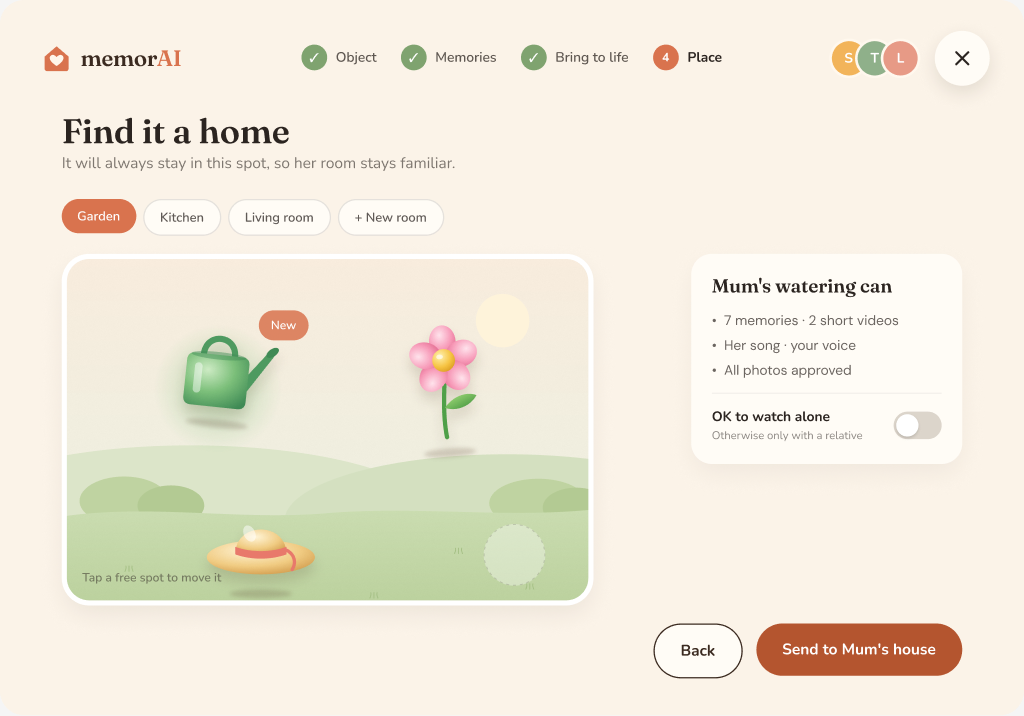 memorAI
✓ Object
✓ Memories
✓ Bring to life
4 Place
S T L
Find it a home
It will always stay in this spot, so her room stays familiar.
Garden
Kitchen
Living room
+ New room
New
Tap a free spot to move it
Mum's watering can
• 7 memories · 2 short videos
• Her song · your voice
• All photos approved
OK to watch alone
Otherwise only with a relative
Back
Send to Mum's house